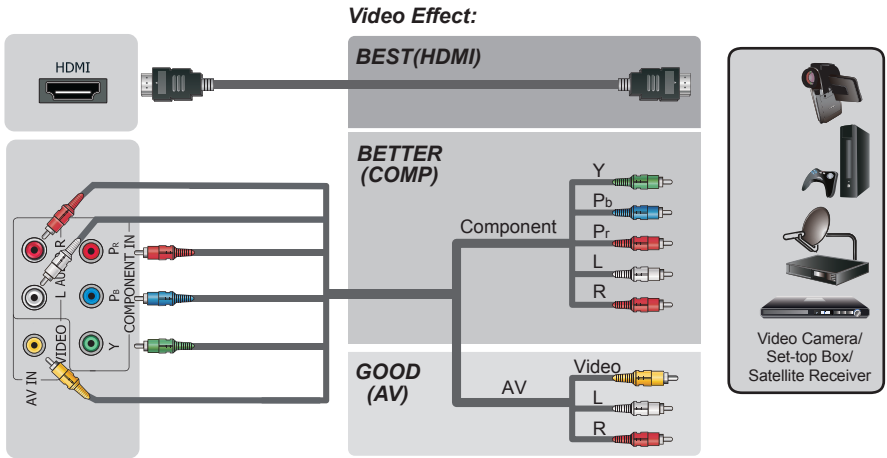 Video Effect:
HDMI
BEST(HDMI)
BETTER
(COMP)
Component
Y
Pb
Pr
L
R
GOOD
(AV)
AV
Video
L
R
R
L AUDIO
VIDEO
AV IN
PR
PB
Y
COMPONENT IN
Video Camera/
Set-top Box/
Satellite Receiver